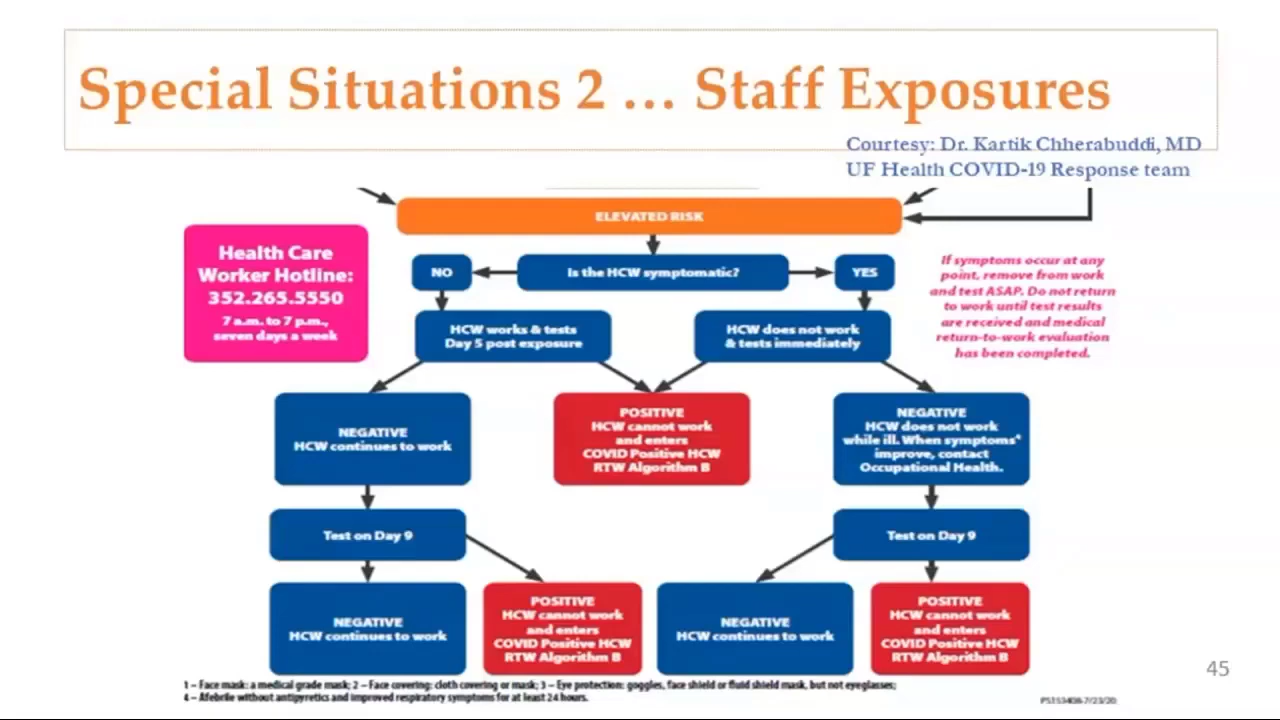 Special Situations 2 … Staff Exposures
Courtesy: Dr. Kartik Chherabuddi, MD
UF Health COVID-19 Response team
ELEVATED RISK
Health Care
Worker Hotline:
352.265.5550
7 a.m. to 7 p.m.,
seven days a week
NO
Is the HCW symptomatic?
YES
If symptoms occur at any
point, remove from work
and test ASAP. Do not return
to work until test results
are received and medical
return-to-work evaluation
has been completed.
HCW works & tests
Day 5 post exposure
HCW does not work
& tests immediately
NEGATIVE
HCW continues to work
POSITIVE
HCW cannot work
and enters
COVID Positive HCW
RTW Algorithm B
NEGATIVE
HCW does not work
while ill. When symptoms⁴
improve, contact
Occupational Health.
Test on Day 9
Test on Day 9
NEGATIVE
HCW continues to work
POSITIVE
HCW cannot work
and enters
COVID Positive HCW
RTW Algorithm B
NEGATIVE
HCW continues to work
POSITIVE
HCW cannot work
and enters
COVID Positive HCW
RTW Algorithm B
1 – Face mask: a medical grade mask; 2 – Face covering: cloth covering or mask; 3 – Eye protection: goggles, face shield or fluid shield mask, but not eyeglasses;
4 – Afebrile without antipyretics and improved respiratory symptoms for at least 24 hours.
45